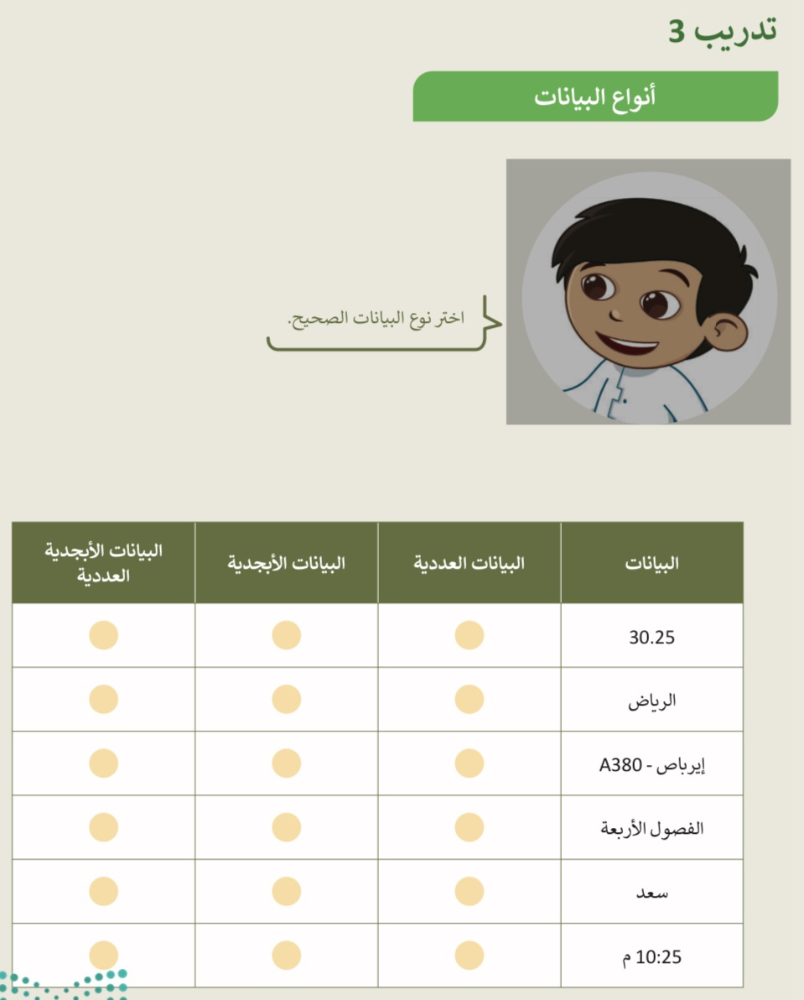 تدريب 3
أنواع البيانات
اختر نوع البيانات الصحيح.
البيانات البيانات العددية البيانات الأبجدية البيانات الأبجدية العددية
30.25
الرياض
إيرباص - A380
الفصول الأربعة
سعد
10:25 م